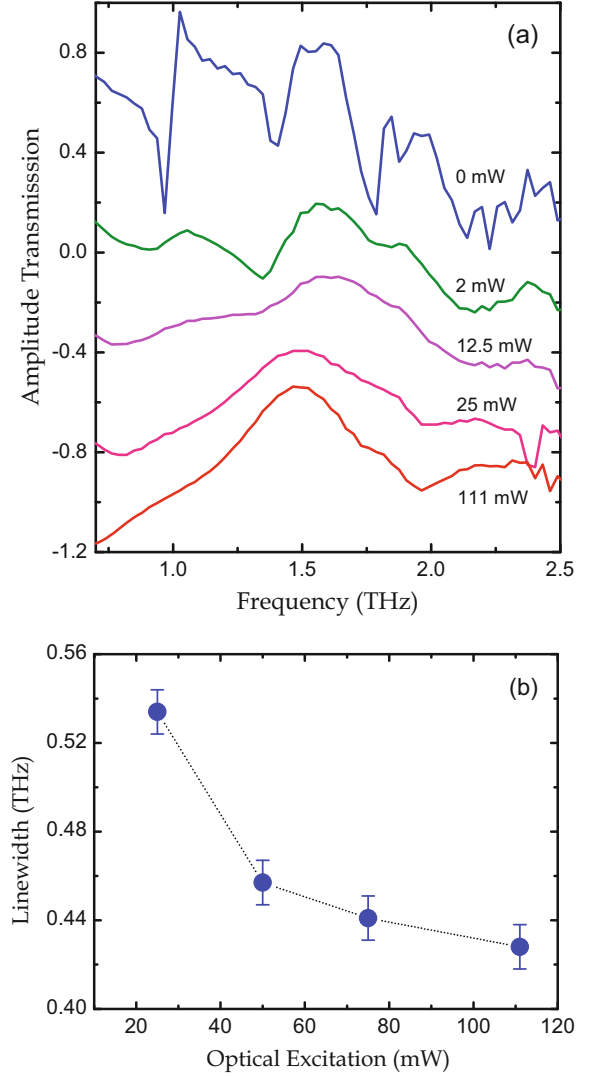 (a)
0.8
0.4
0.0
-0.4
-0.8
-1.2
Amplitude Transmisssion
0 mW
2 mW
12.5 mW
25 mW
111 mW
1.0 1.5 2.0 2.5
Frequency (THz)
(b)
0.56
0.52
0.48
0.44
0.40
Linewidth (THz)
20 40 60 80 100 120
Optical Excitation (mW)